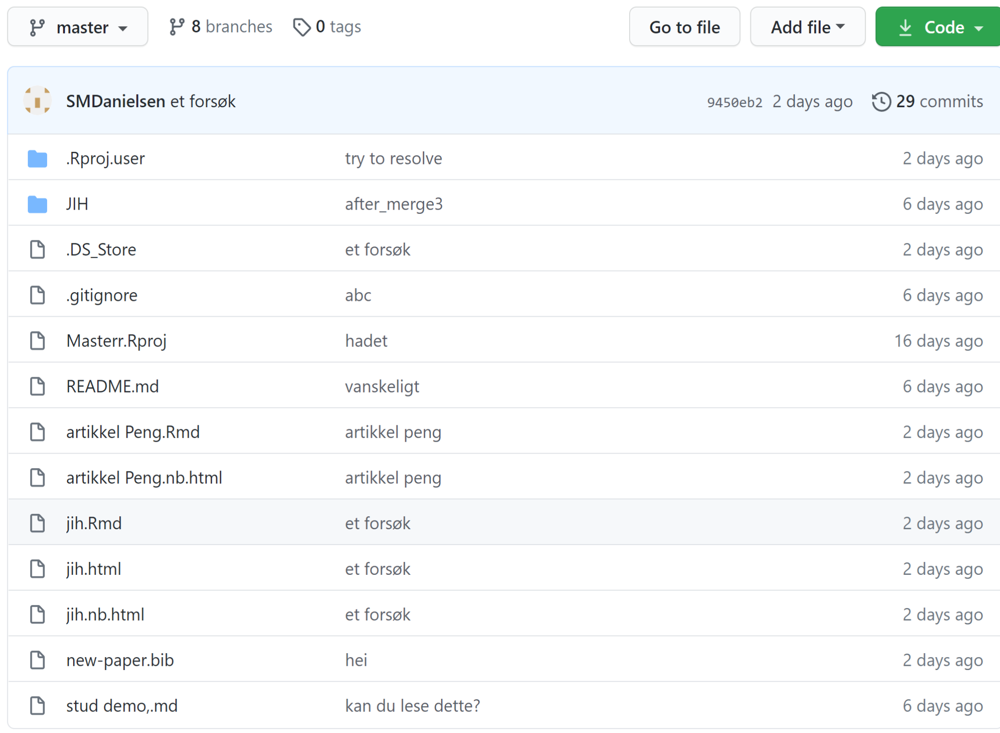 master 8 branches 0 tags Go to file Add file Code
SMDanielsen et forsøk 9450eb2 2 days ago 29 commits
.Rproj.user try to resolve 2 days ago
JIH after_merge3 6 days ago
.DS_Store et forsøk 2 days ago
.gitignore abc 6 days ago
Masterr.Rproj hadet 16 days ago
README.md vanskeligt 6 days ago
artikkel Peng.Rmd artikkel peng 2 days ago
artikkel Peng.nb.html artikkel peng 2 days ago
jih.Rmd et forsøk 2 days ago
jih.html et forsøk 2 days ago
jih.nb.html et forsøk 2 days ago
new-paper.bib hei 2 days ago
stud demo,.md kan du lese dette? 6 days ago